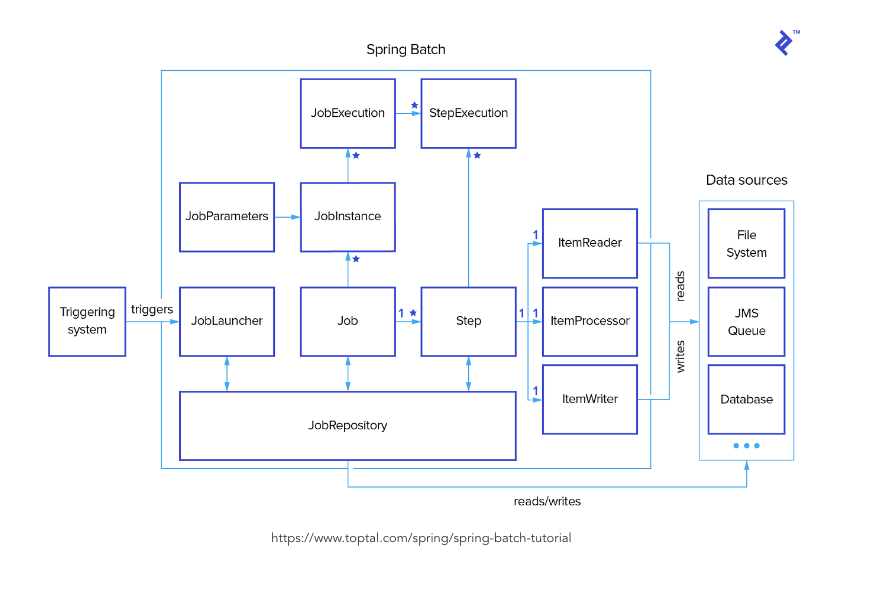 TM
Spring Batch
JobExecution
StepExecution
JobParameters
JobInstance
Data sources
File
System
1
ItemReader
reads
Triggering
system
triggers
JobLauncher
Job
1
Step
1
1
ItemProcessor
JMS
Queue
writes
1
ItemWriter
Database
JobRepository
reads/writes
https://www.toptal.com/spring/spring-batch-tutorial